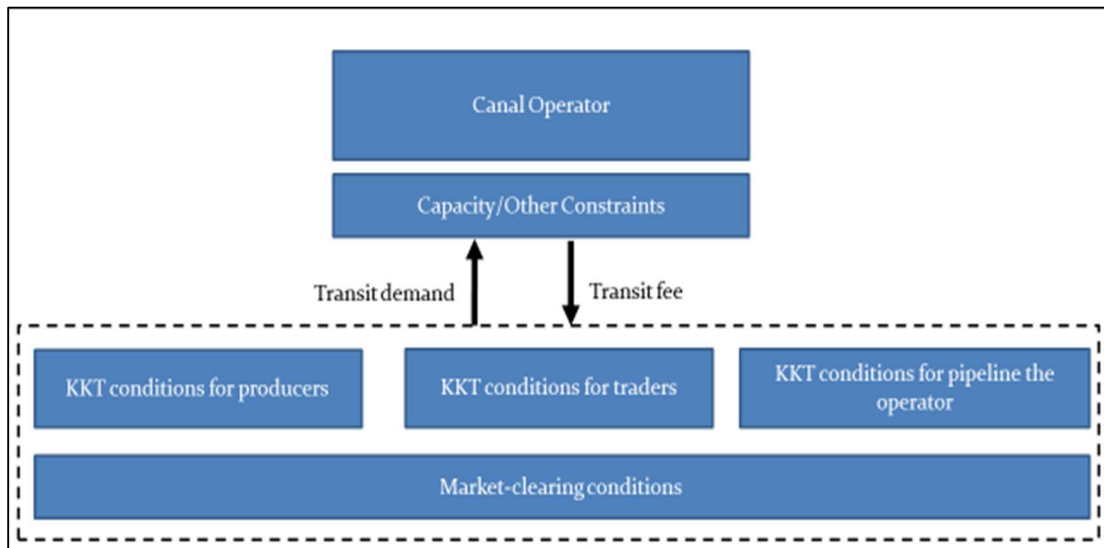 Canal Operator
Capacity/Other Constraints
Transit demand
Transit fee
KKT conditions for producers
KKT conditions for traders
KKT conditions for pipeline the
operator
Market-clearing conditions